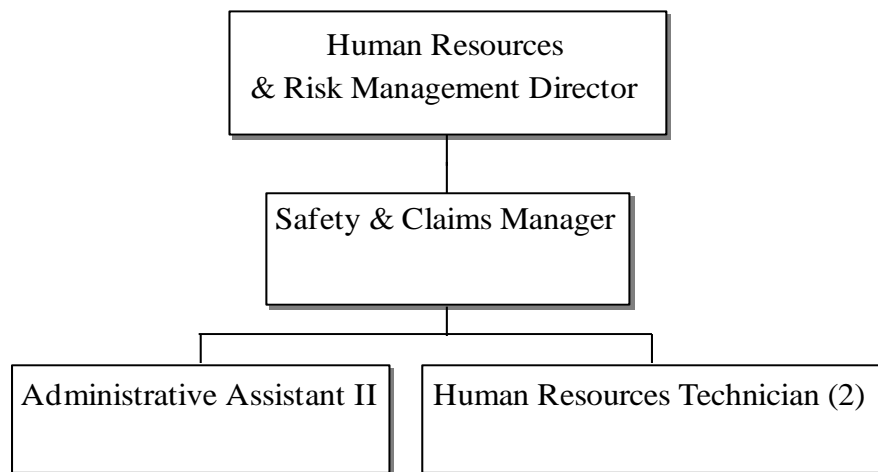 Human Resources
& Risk Management Director
Safety & Claims Manager
Administrative Assistant II
Human Resources Technician (2)